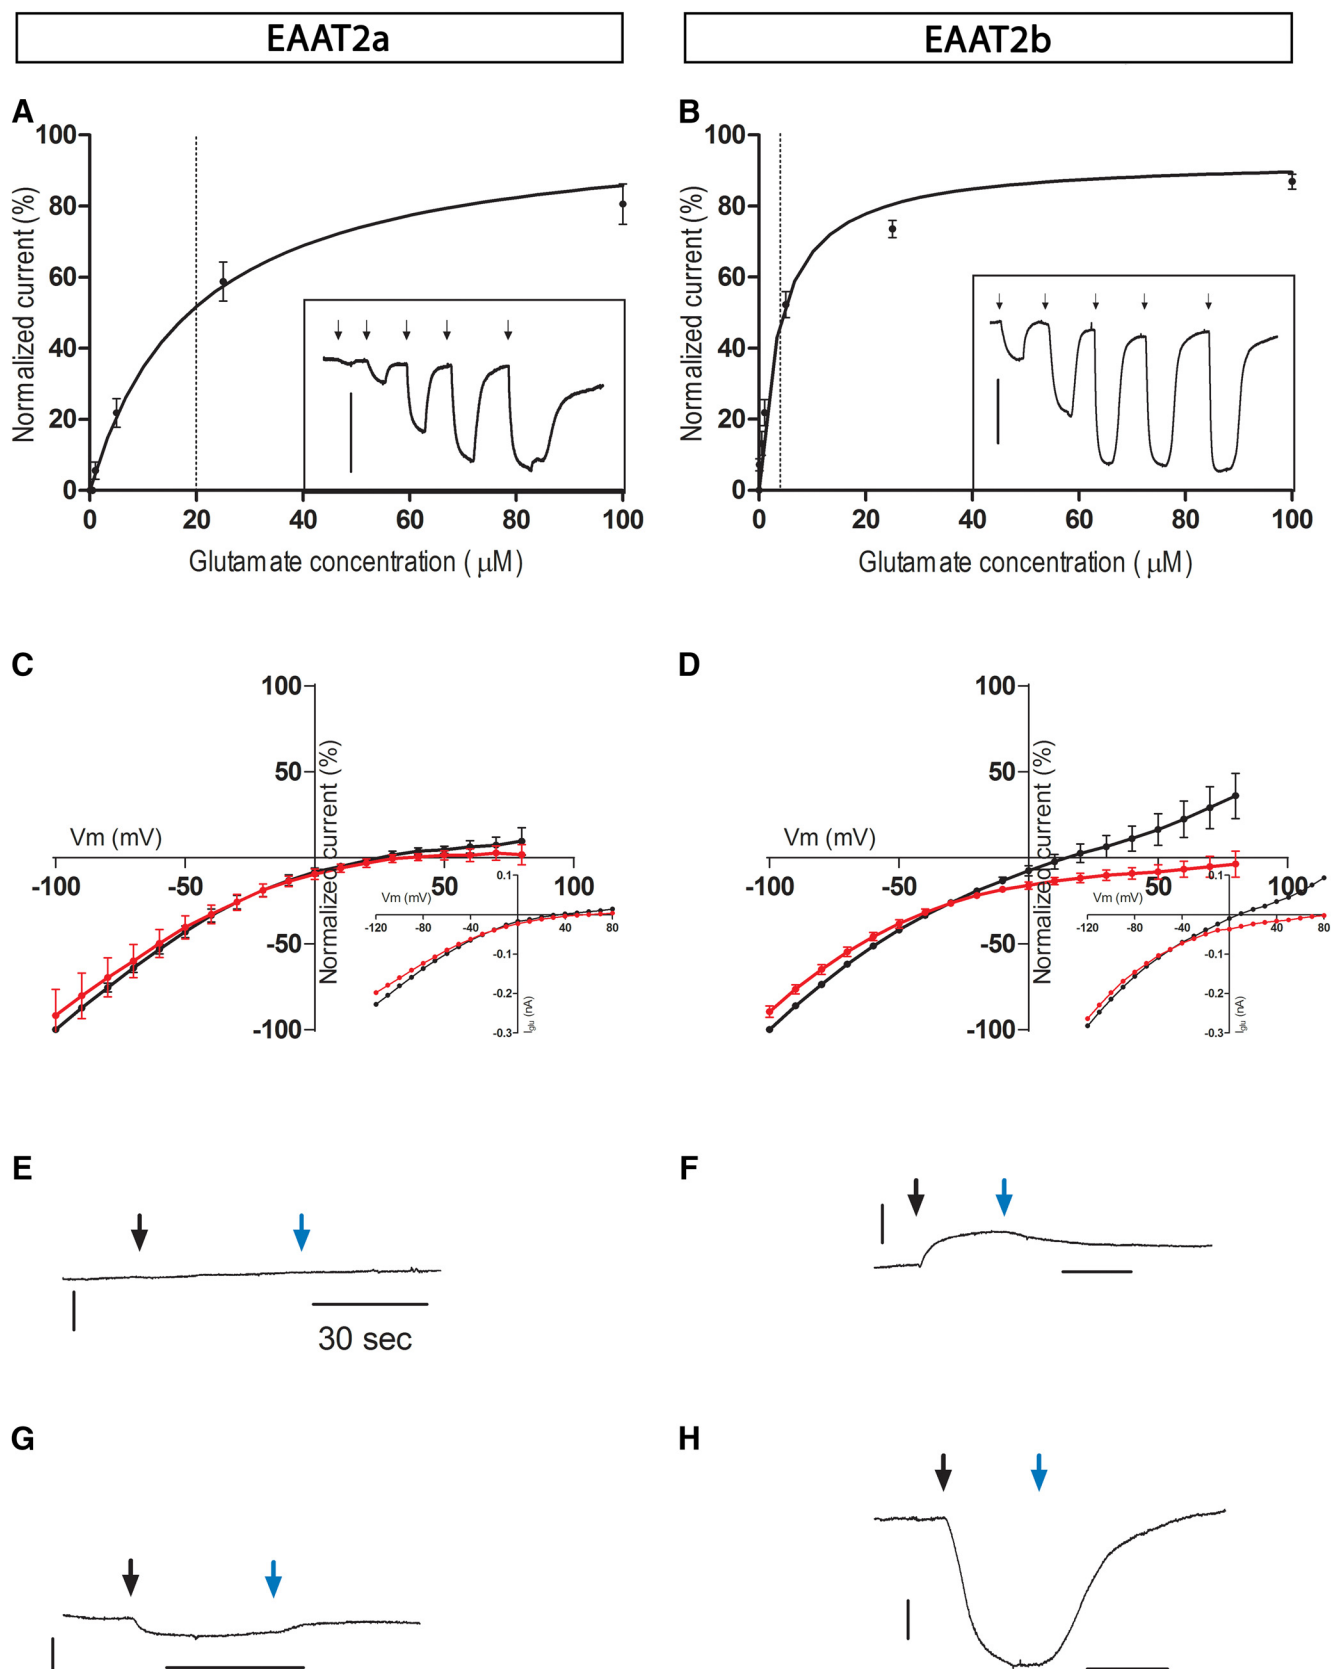 EAAT2a
EAAT2b
A
100
80
60
40
20
0
0 20 40 60 80 100
Normalized current (%)
Glutamate concentration ( μM)
B
100
80
60
40
20
0
0 20 40 60 80 100
Normalized current (%)
Glutamate concentration ( μM)
C
100
50
-50
-100
Vm (mV)
-100 -50 50 100
Normalized current (%)
Vm (mV)
-120 -80 -40 40 80
0.1
-0.1
-0.2
-0.3
Iglu (nA)
D
100
50
-50
-100
Vm (mV)
-100 -50 50 100
Normalized current (%)
Vm (mV)
-120 -80 -40 40 80
0.1
-0.1
-0.2
-0.3
Iglu (nA)
E
30 sec
F
G
H